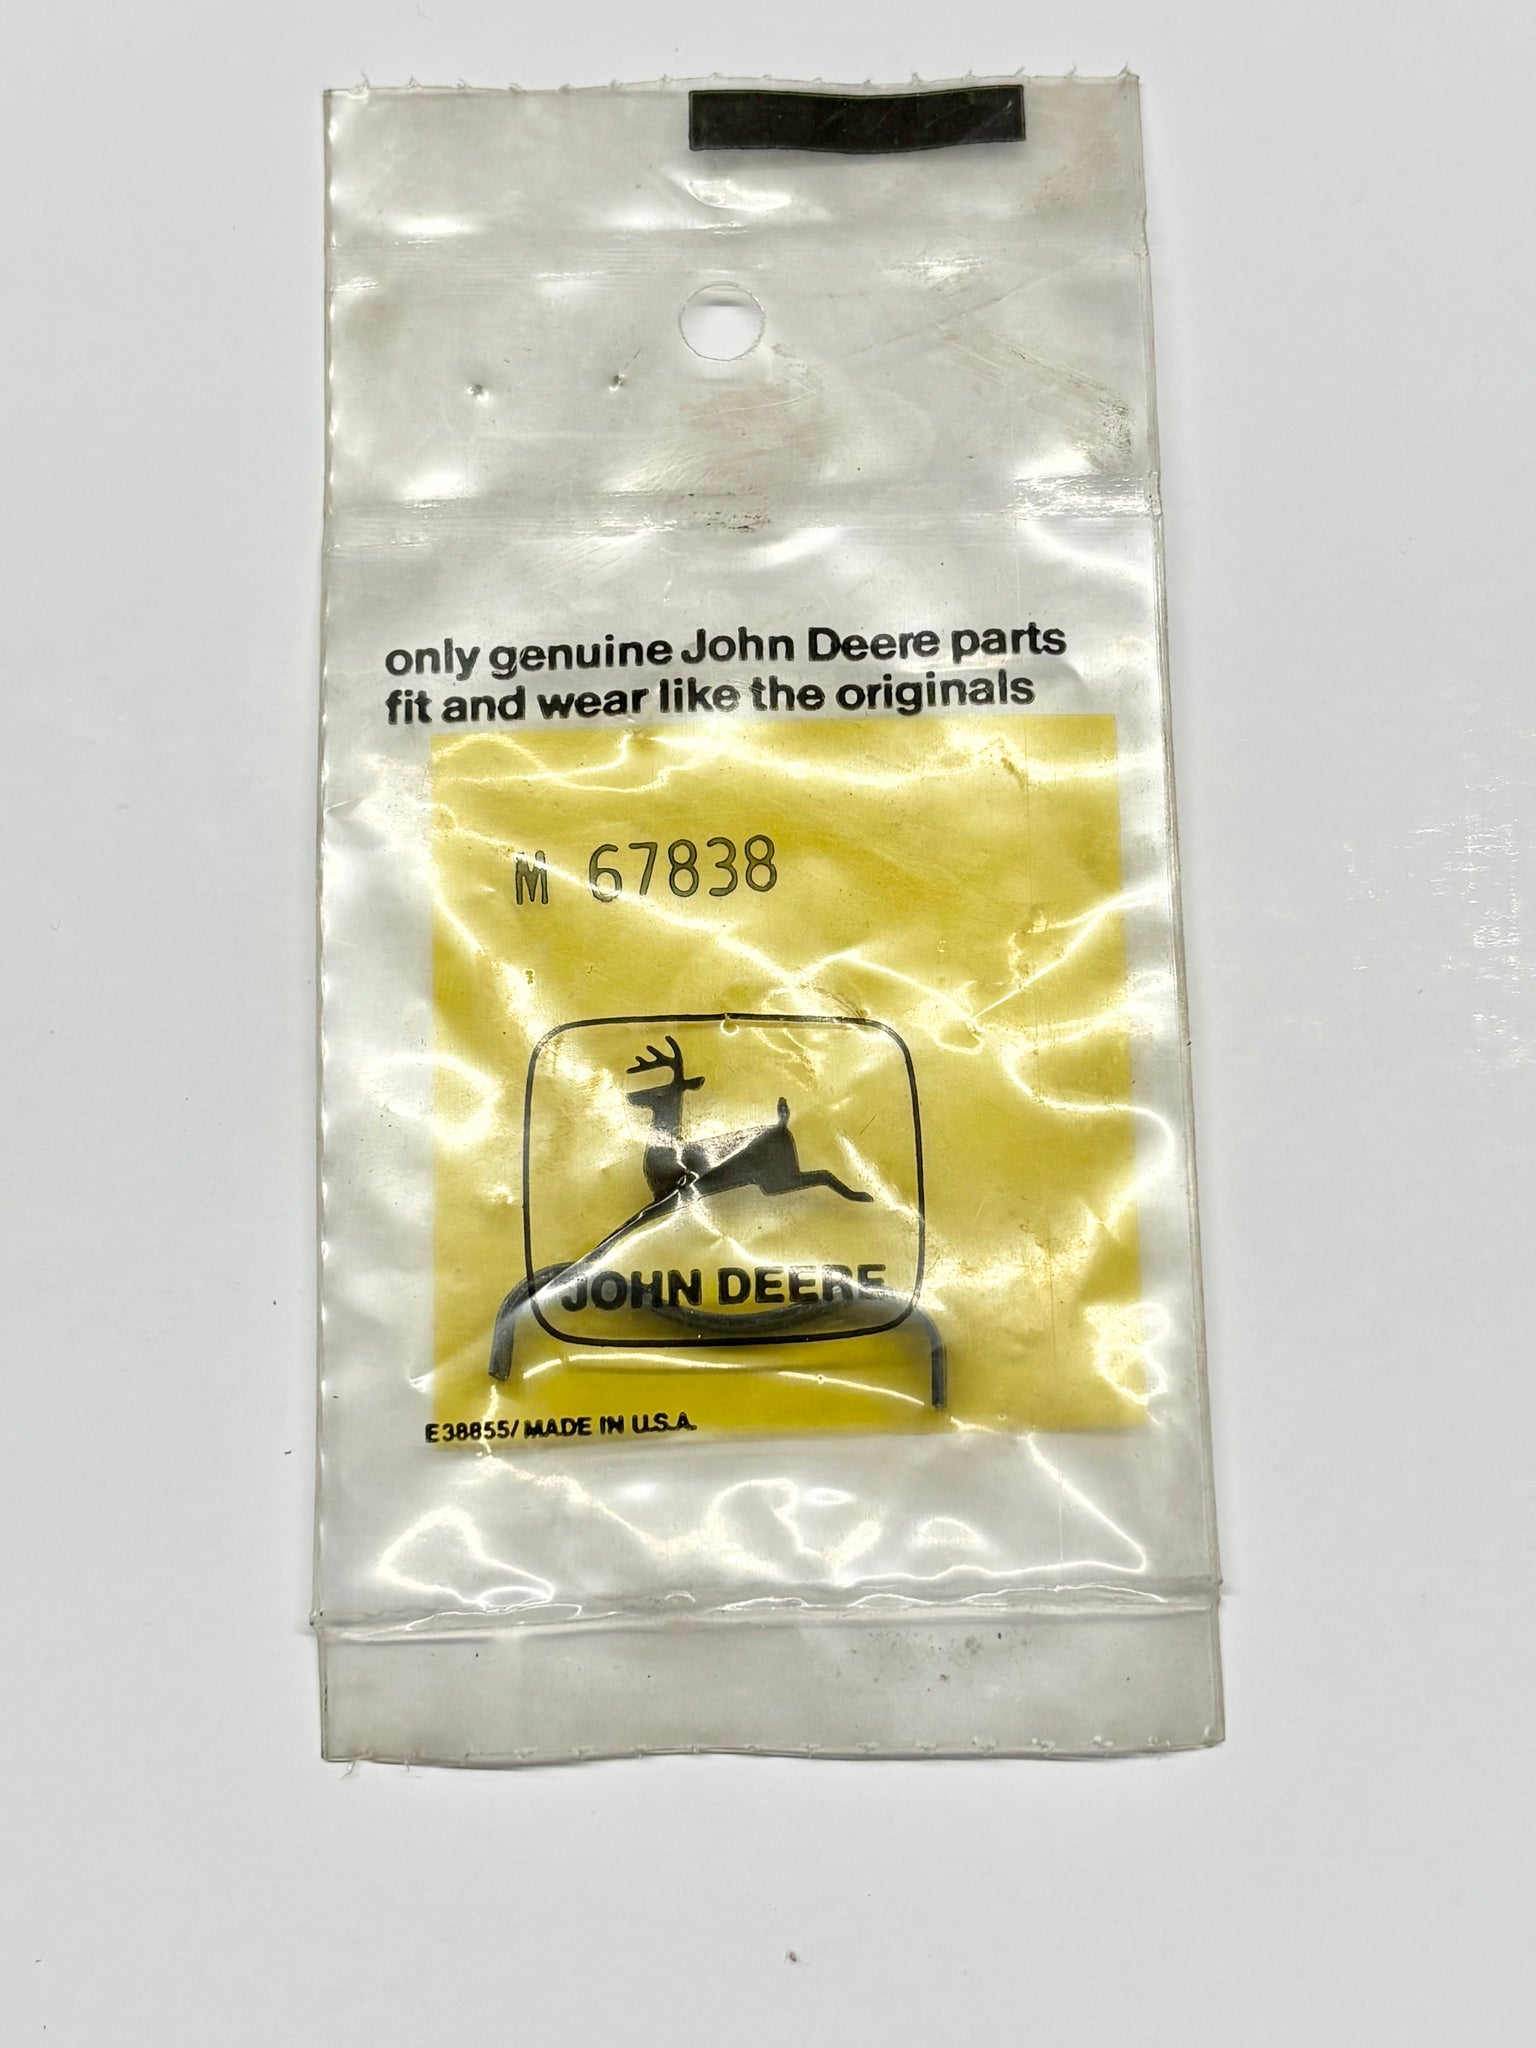 only genuine John Deere parts
fit and wear like the originals
M 67838
JOHN DEERE
E38855/ MADE IN U.S.A.